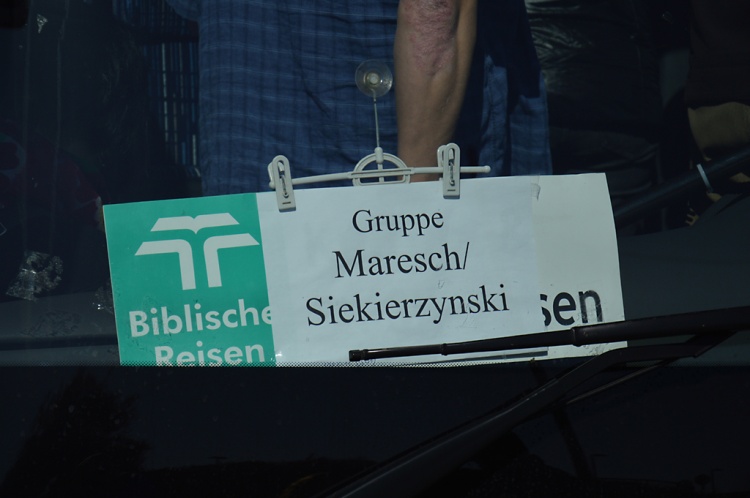 Gruppe
Maresch/
Siekierzynski
Biblische
Reisen
sen